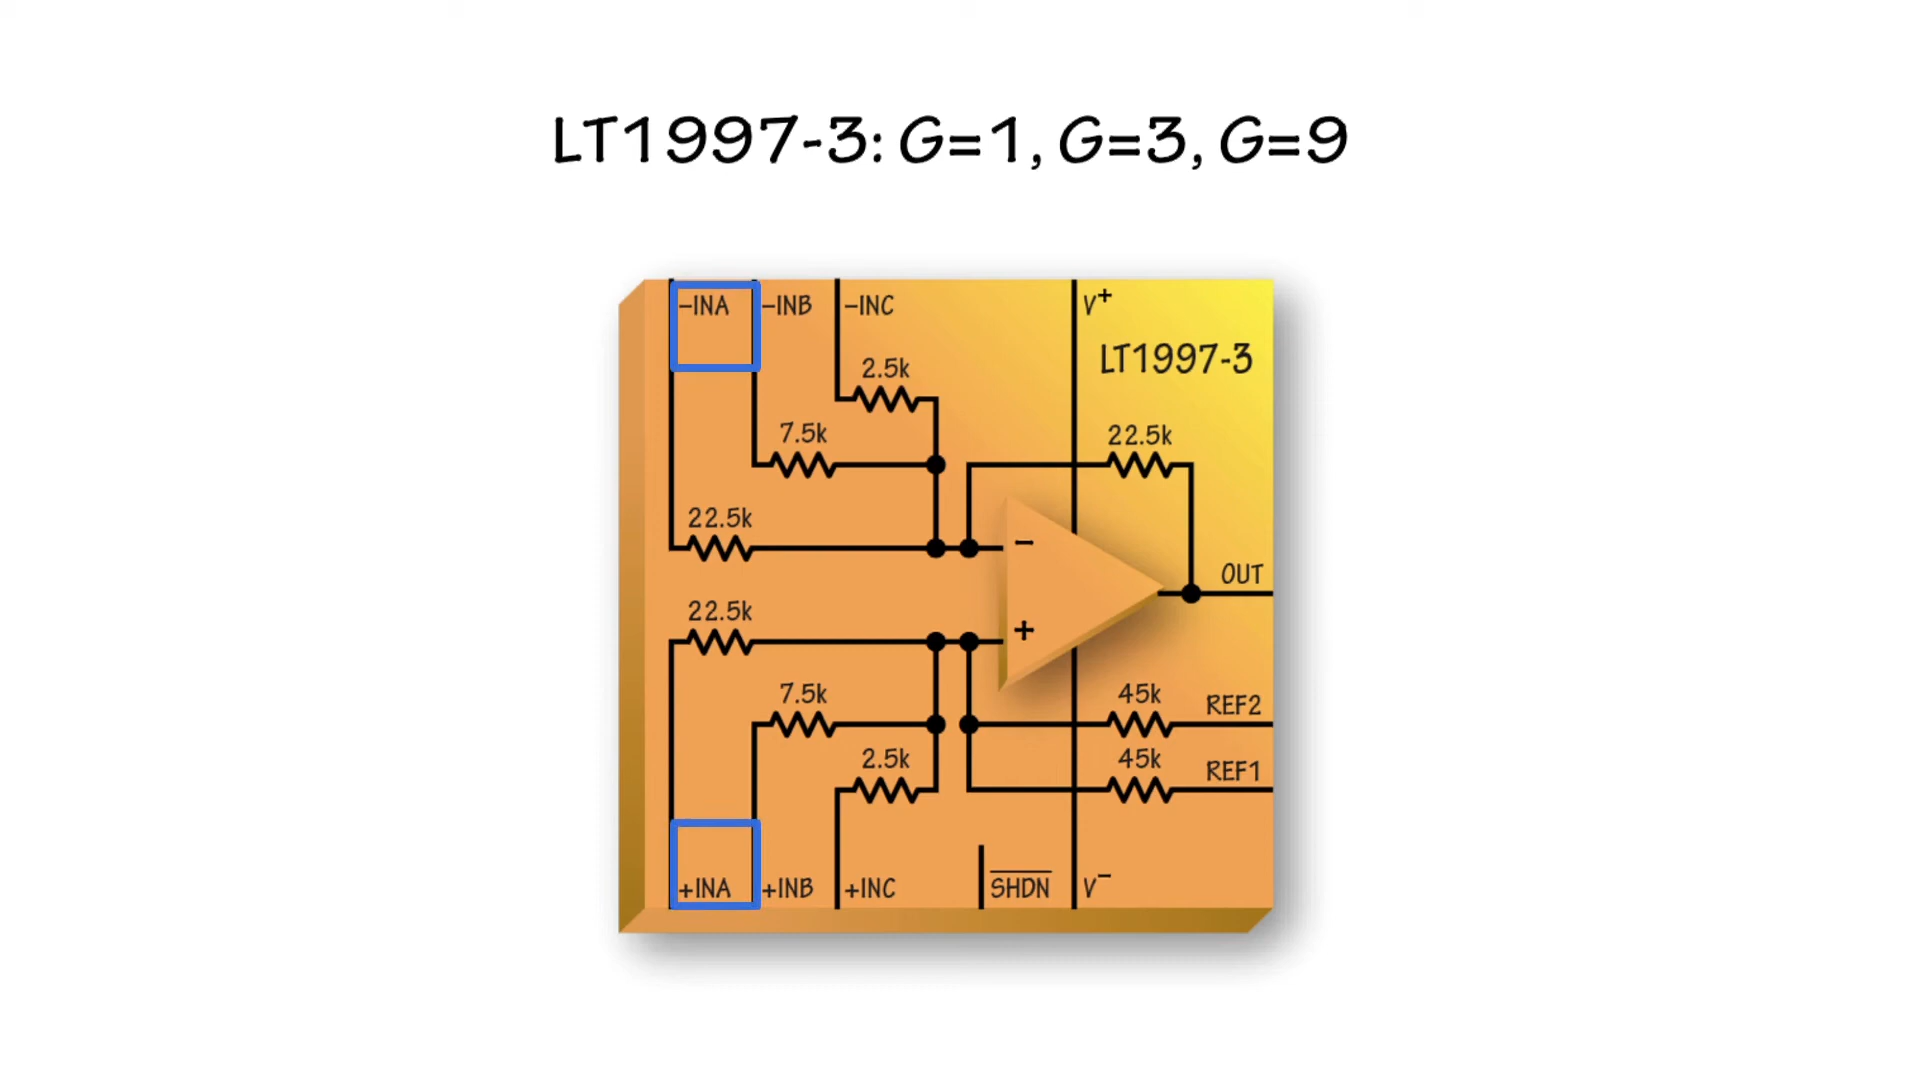 LT1997-3: G=1, G=3, G=9
-INA -INB -INC V+
LT1997-3
2.5k
7.5k 22.5k
22.5k
-
OUT
22.5k
+
7.5k 45k REF2
2.5k 45k REF1
+INA +INB +INC SHDN V-